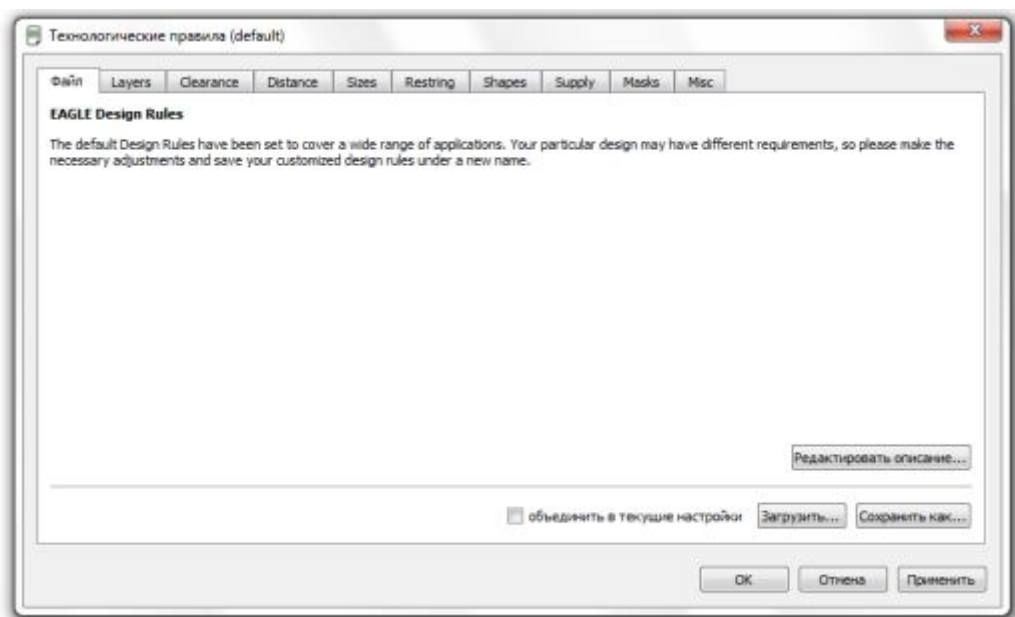 Технологические правила (default)
Файл Layers Clearance Distance Sizes Restring Shapes Supply Masks Misc
EAGLE Design Rules
The default Design Rules have been set to cover a wide range of applications. Your particular design may have different requirements, so please make the
necessary adjustments and save your customized design rules under a new name.
Редактировать описание...
объединить в текущие настройки Загрузить... Сохранить как...
OK Отмена Применить